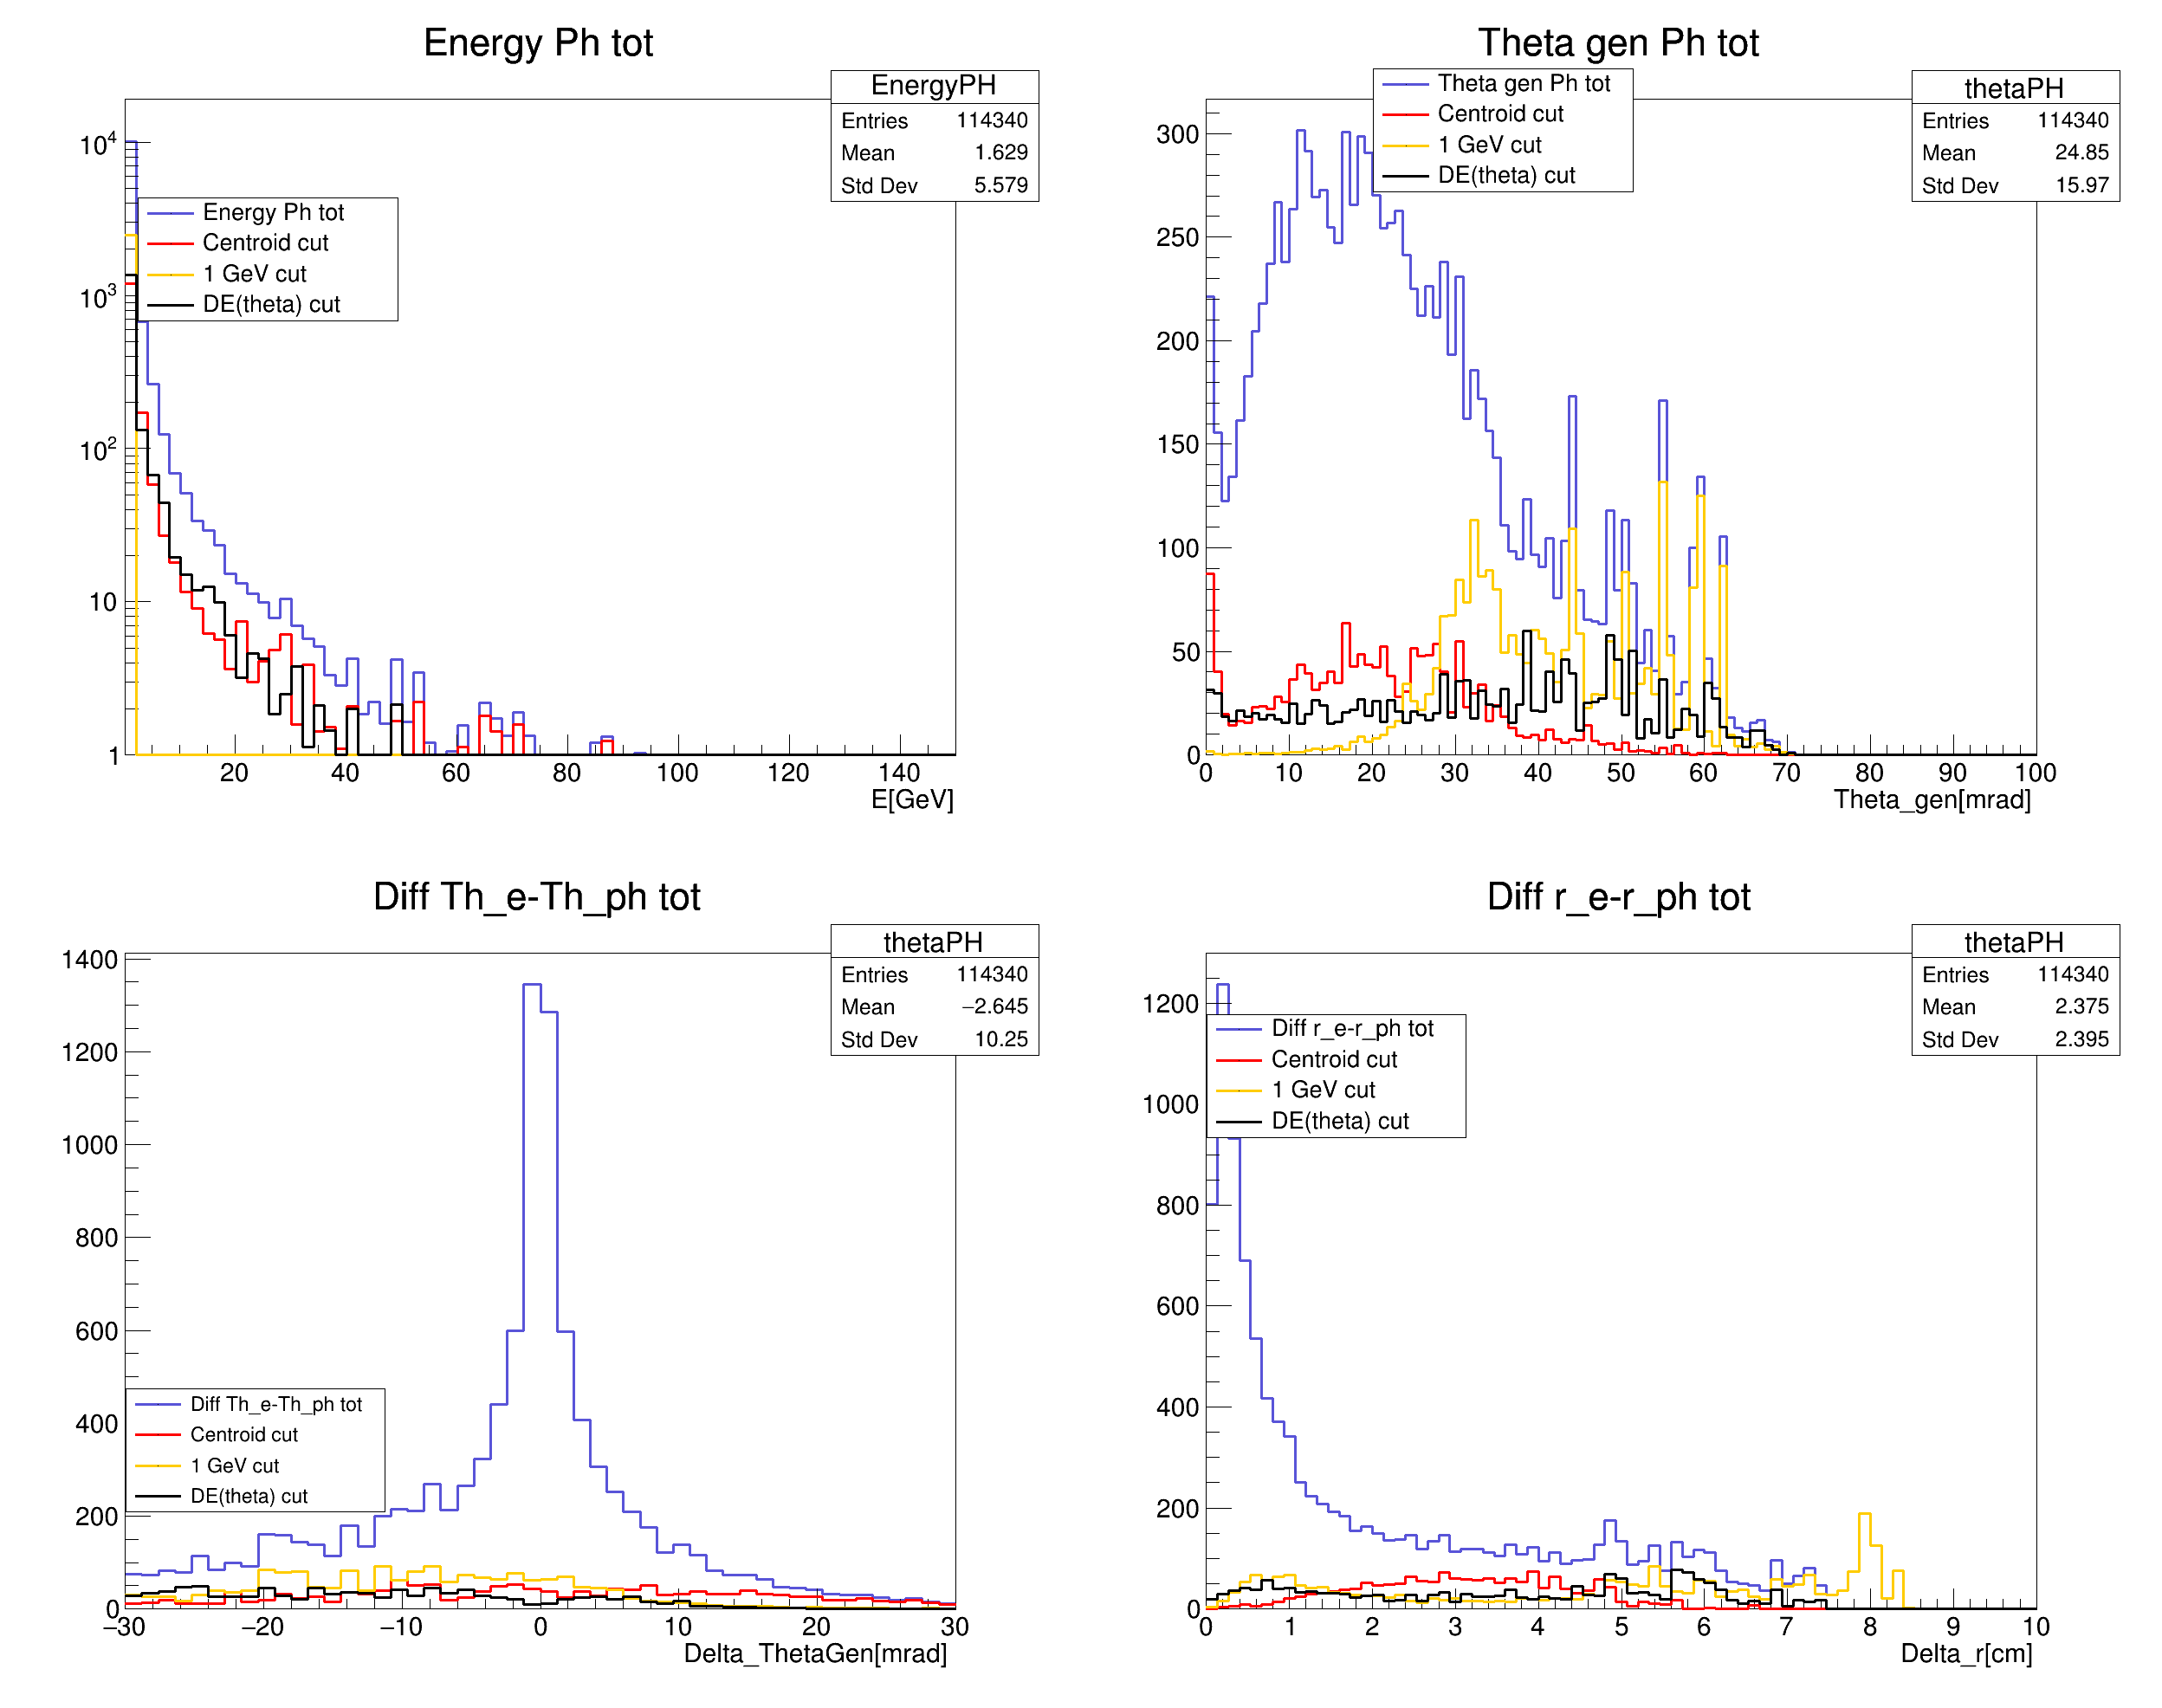 Energy Ph tot
EnergyPH
Entries 114340
Mean 1.629
Std Dev 5.579
Energy Ph tot
Centroid cut
1 GeV cut
DE(theta) cut
10^4
10^3
10^2
10
1
20 40 60 80 100 120 140
E[GeV]
Theta gen Ph tot
thetaPH
Entries 114340
Mean 24.85
Std Dev 15.97
Theta gen Ph tot
Centroid cut
1 GeV cut
DE(theta) cut
300
250
200
150
100
50
0
0 10 20 30 40 50 60 70 80 90 100
Theta_gen[mrad]
Diff Th_e-Th_ph tot
thetaPH
Entries 114340
Mean −2.645
Std Dev 10.25
1400
1200
1000
800
600
400
200
0
Diff Th_e-Th_ph tot
Centroid cut
1 GeV cut
DE(theta) cut
−30 −20 −10 0 10 20 30
Delta_ThetaGen[mrad]
Diff r_e-r_ph tot
thetaPH
Entries 114340
Mean 2.375
Std Dev 2.395
Diff r_e-r_ph tot
Centroid cut
1 GeV cut
DE(theta) cut
1200
1000
800
600
400
200
0
0 1 2 3 4 5 6 7 8 9 10
Delta_r[cm]